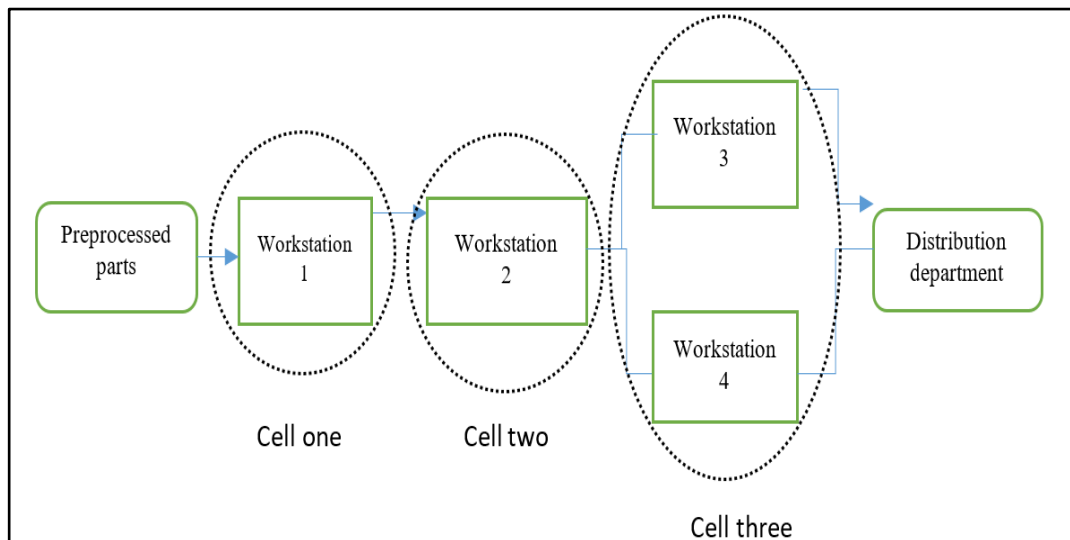 Preprocessed
parts
Workstation
1
Workstation
2
Workstation
3
Workstation
4
Distribution
department
Cell one
Cell two
Cell three